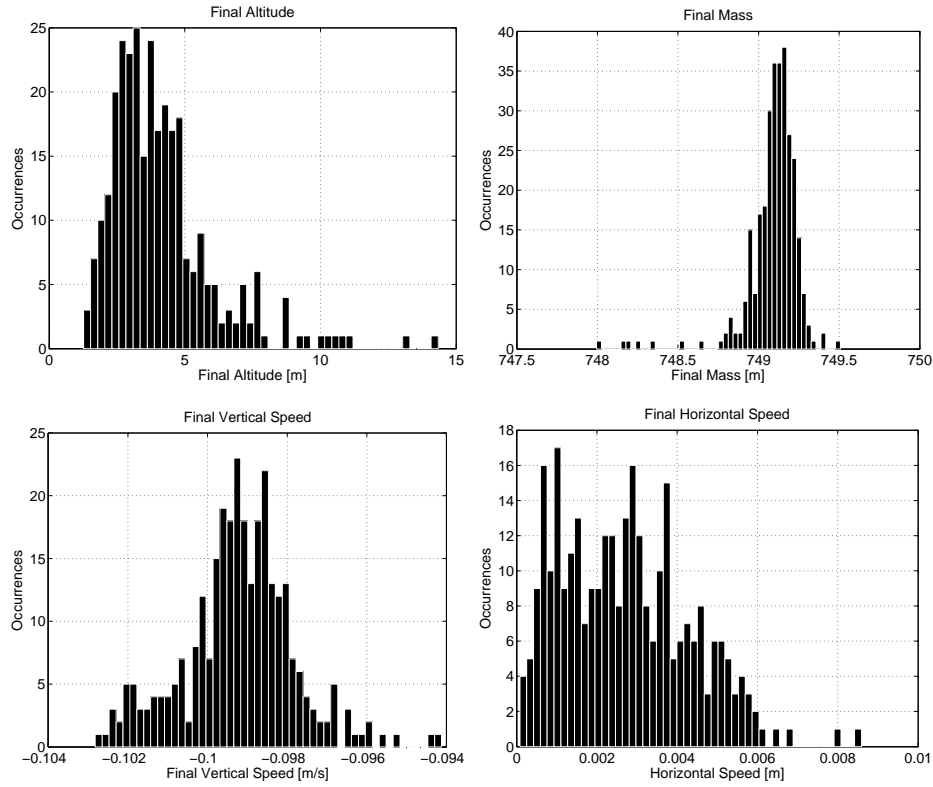 Final Altitude
25
20
15
10
5
0
0 5 10 15
Occurrences
Final Altitude [m]
Final Mass
40
35
30
25
20
15
10
5
0
747.5 748 748.5 749 749.5 750
Occurrences
Final Mass [m]
Final Vertical Speed
25
20
15
10
5
0
−0.104 −0.102 −0.1 −0.098 −0.096 −0.094
Occurrences
Final Vertical Speed [m/s]
Final Horizontal Speed
18
16
14
12
10
8
6
4
2
0
0 0.002 0.004 0.006 0.008 0.01
Occurrences
Horizontal Speed [m]